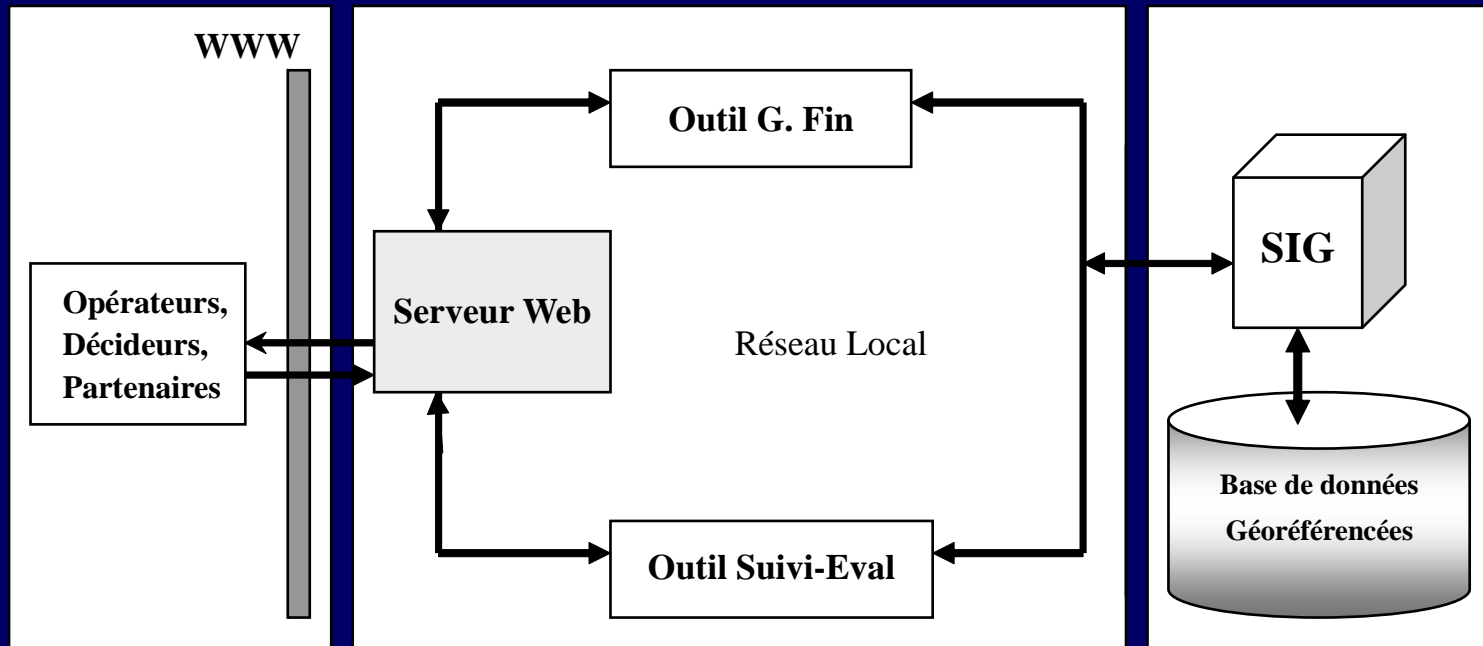 WWW
Opérateurs,
Décideurs,
Partenaires
Outil G. Fin
Serveur Web
Réseau Local
Outil Suivi-Eval
SIG
Base de données
Géoréférencées